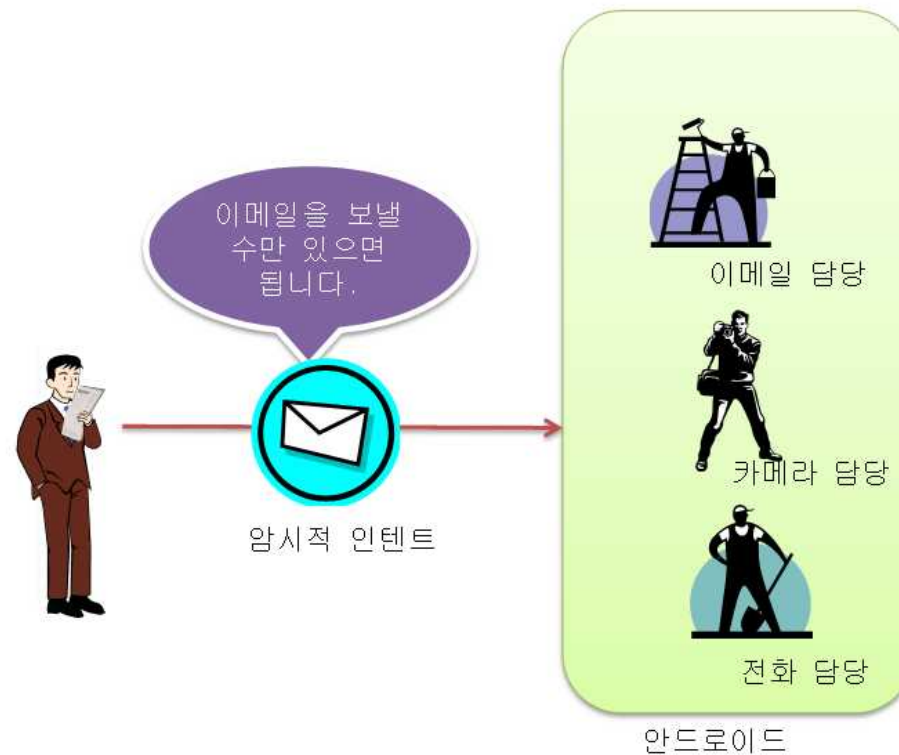 이메일을 보낼
수만 있으면
됩니다.
암시적 인텐트
이메일 담당
카메라 담당
전화 담당
안드로이드